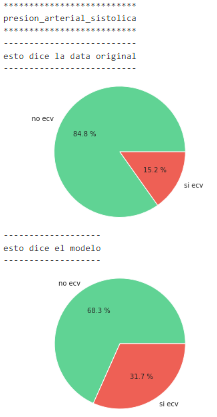 **************************
presion_arterial_sistolica
**************************
--------------------------
esto dice la data original
--------------------------
no ecv
84.8 %
15.2 %
si ecv
-------------------
esto dice el modelo
-------------------
no ecv
68.3 %
31.7 %
si ecv